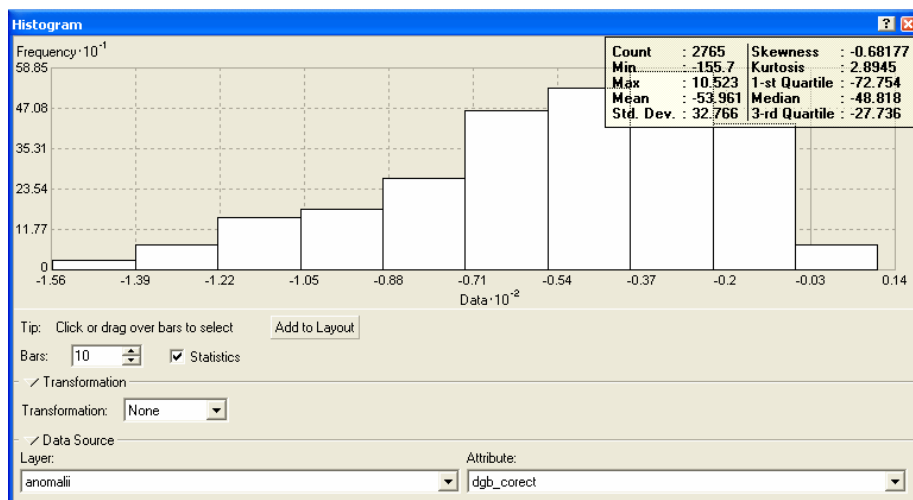 Histogram
Frequency·10⁻¹
Count : 2765 Skewness : -0.68177
Min : -155.7 Kurtosis : 2.8945
Max : 10.523 1-st Quartile : -72.754
Mean : -53.961 Median : -48.818
Std. Dev. : 32.766 3-rd Quartile : -27.736
58.85
47.08
35.31
23.54
11.77
0
-1.56 -1.39 -1.22 -1.05 -0.88 -0.71 -0.54 -0.37 -0.2 -0.03 0.14
Data·10⁻²
Tip: Click or drag over bars to select Add to Layout
Bars: 10 Statistics
Transformation
Transformation: None
Data Source
Layer: Attribute:
anomalii dgb_corect